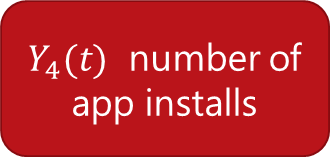 Y₄(t) number of
app installs